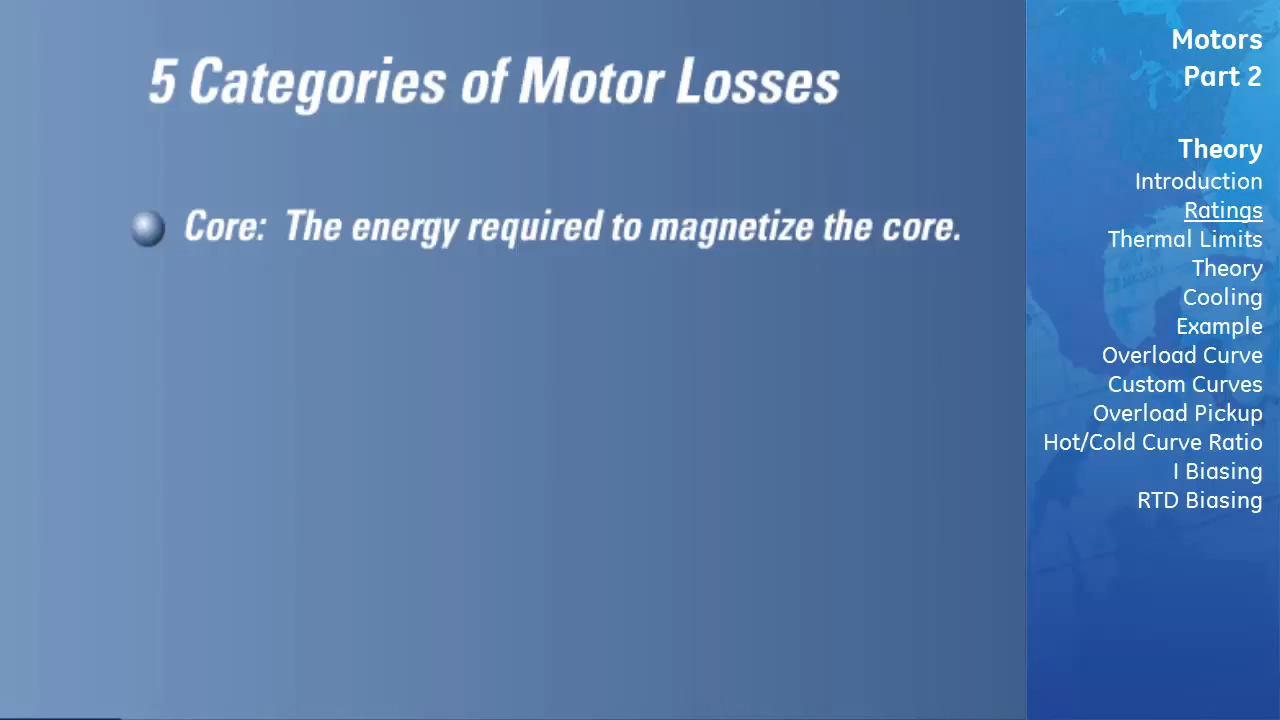 5 Categories of Motor Losses
Core: The energy required to magnetize the core.
Motors
Part 2
Theory
Introduction
Ratings
Thermal Limits
Theory
Cooling
Example
Overload Curve
Custom Curves
Overload Pickup
Hot/Cold Curve Ratio
I Biasing
RTD Biasing